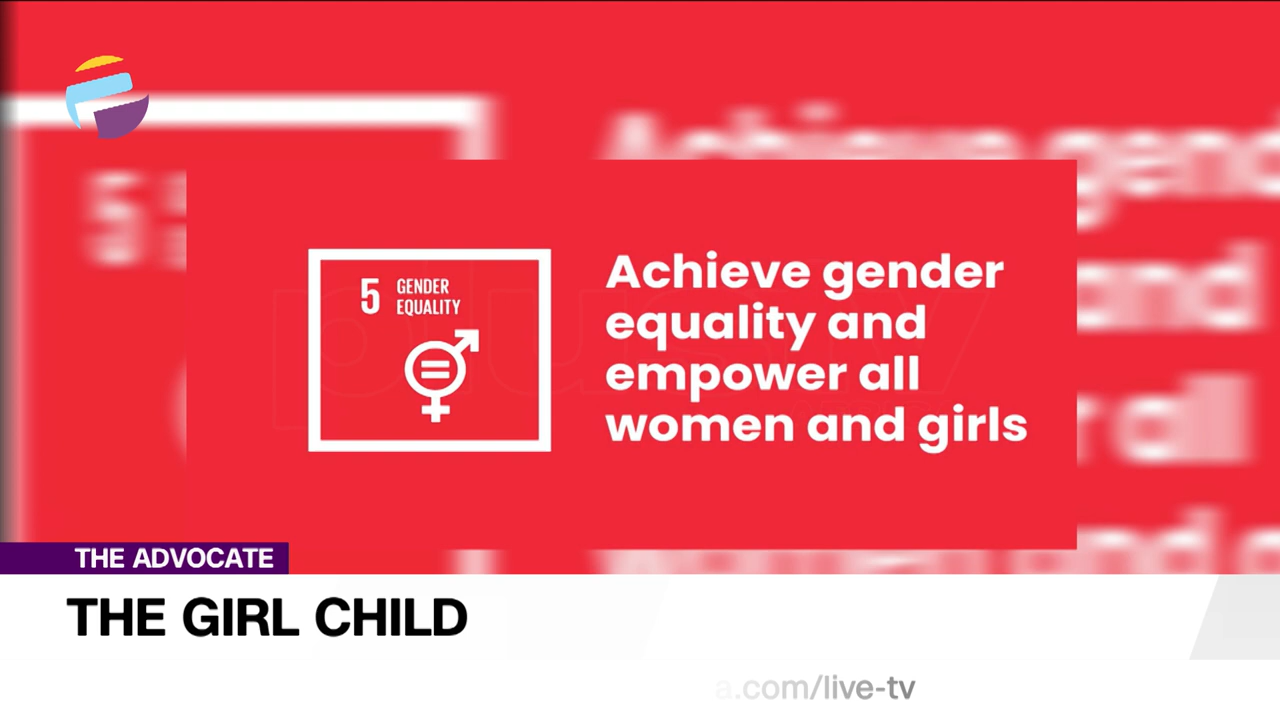 5 GENDER
EQUALITY
Achieve gender
equality and
empower all
women and girls
THE ADVOCATE
THE GIRL CHILD
a.com/live-tv